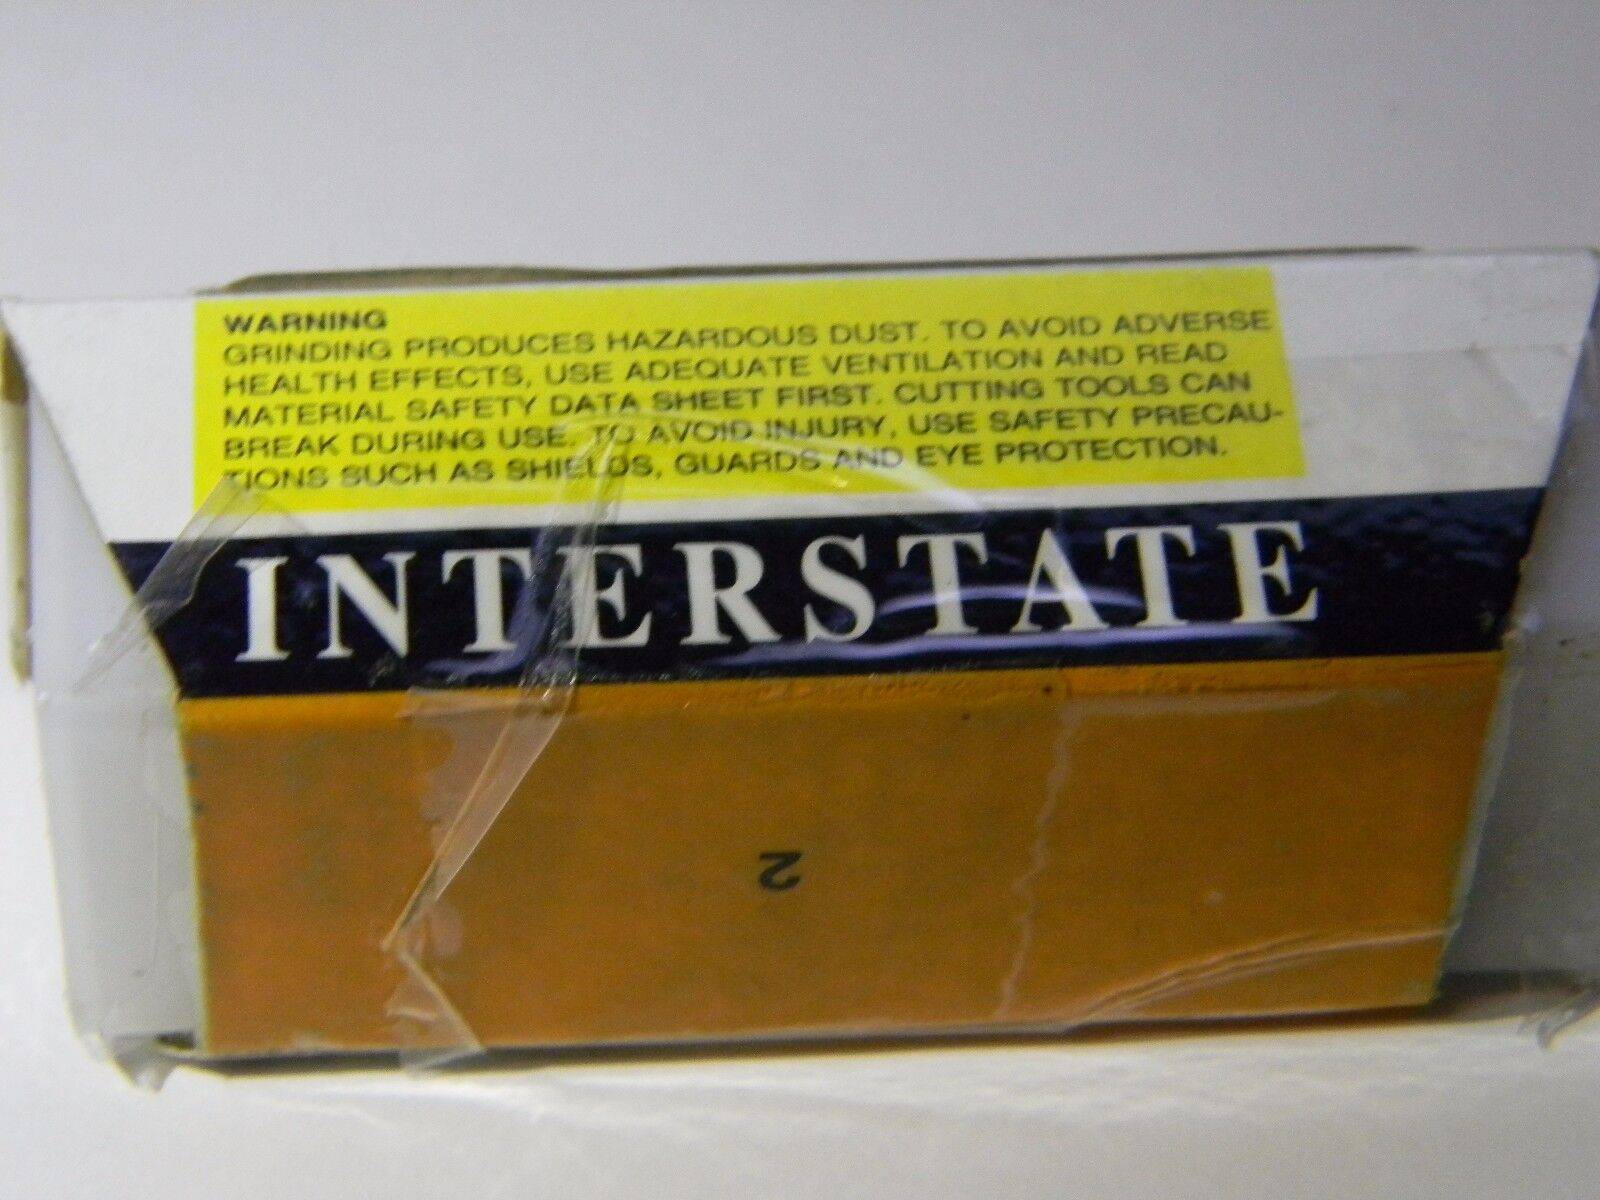 WARNING
GRINDING PRODUCES HAZARDOUS DUST. TO AVOID ADVERSE
HEALTH EFFECTS, USE ADEQUATE VENTILATION AND READ
MATERIAL SAFETY DATA SHEET FIRST. CUTTING TOOLS CAN
BREAK DURING USE. TO AVOID INJURY, USE SAFETY PRECAU-
TIONS SUCH AS SHIELDS, GUARDS AND EYE PROTECTION.
INTERSTATE
2